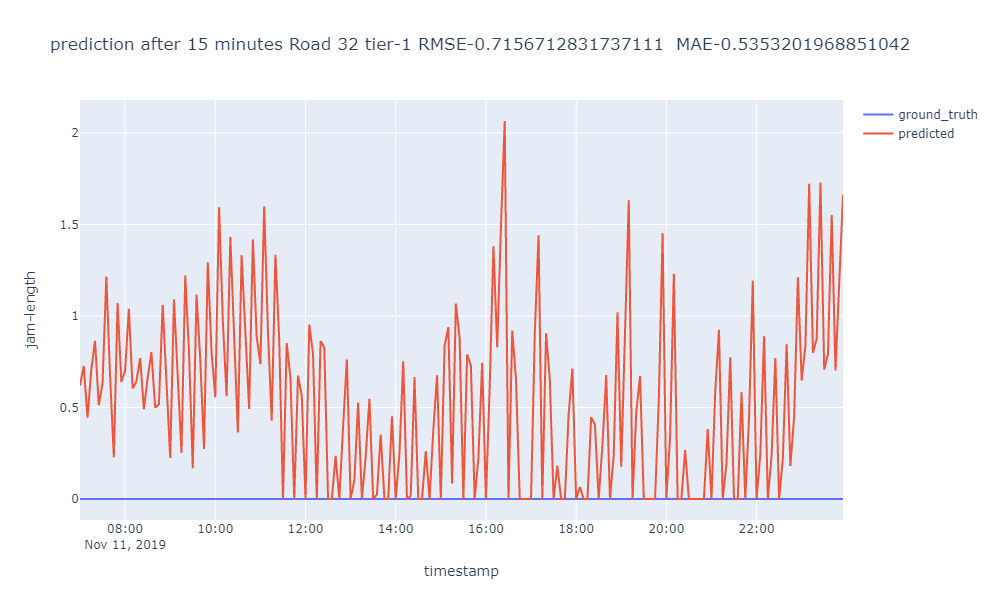 prediction after 15 minutes Road 32 tier-1 RMSE-0.7156712831737111  MAE-0.5353201968851042
ground_truth
predicted
2
1.5
1
0.5
0
jam-length
08:00 10:00 12:00 14:00 16:00 18:00 20:00 22:00
Nov 11, 2019
timestamp